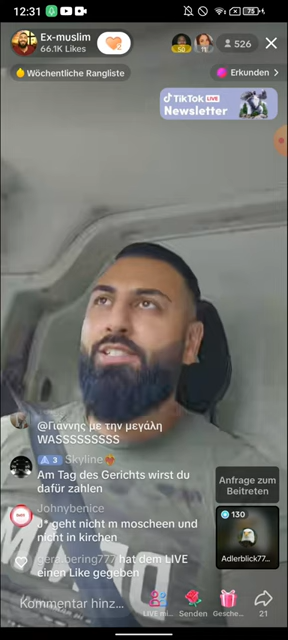 12:31
Ex-muslim
66.1K Likes
526
Wöchentliche Rangliste
Erkunden >
TikTok LIVE
Newsletter
@Γιαννης με την μεγάλη
WASSSSSSSSS
3 Skyline
Am Tag des Gerichts wirst du
dafür zahlen
Johnybenice
J* geht nicht m moscheen und
nicht in kirchen
hat dem LIVE
einen Like gegeben
Anfrage zum
Beitreten
130
Adlerblick77...
Kommentar hinz...
LIVE mi...
Senden
Gesche...
21